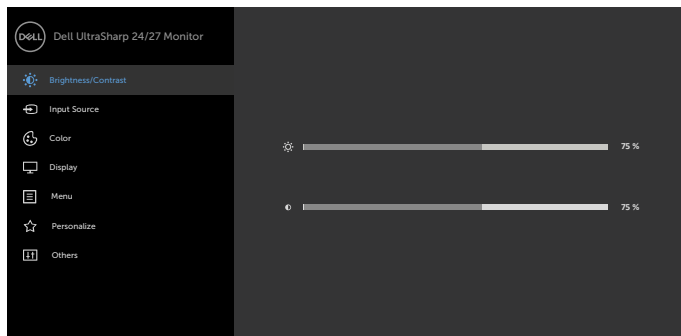 DELL
Dell UltraSharp 24/27 Monitor
Brightness/Contrast
Input Source
Color
Display
Menu
Personalize
Others
75 %
75 %